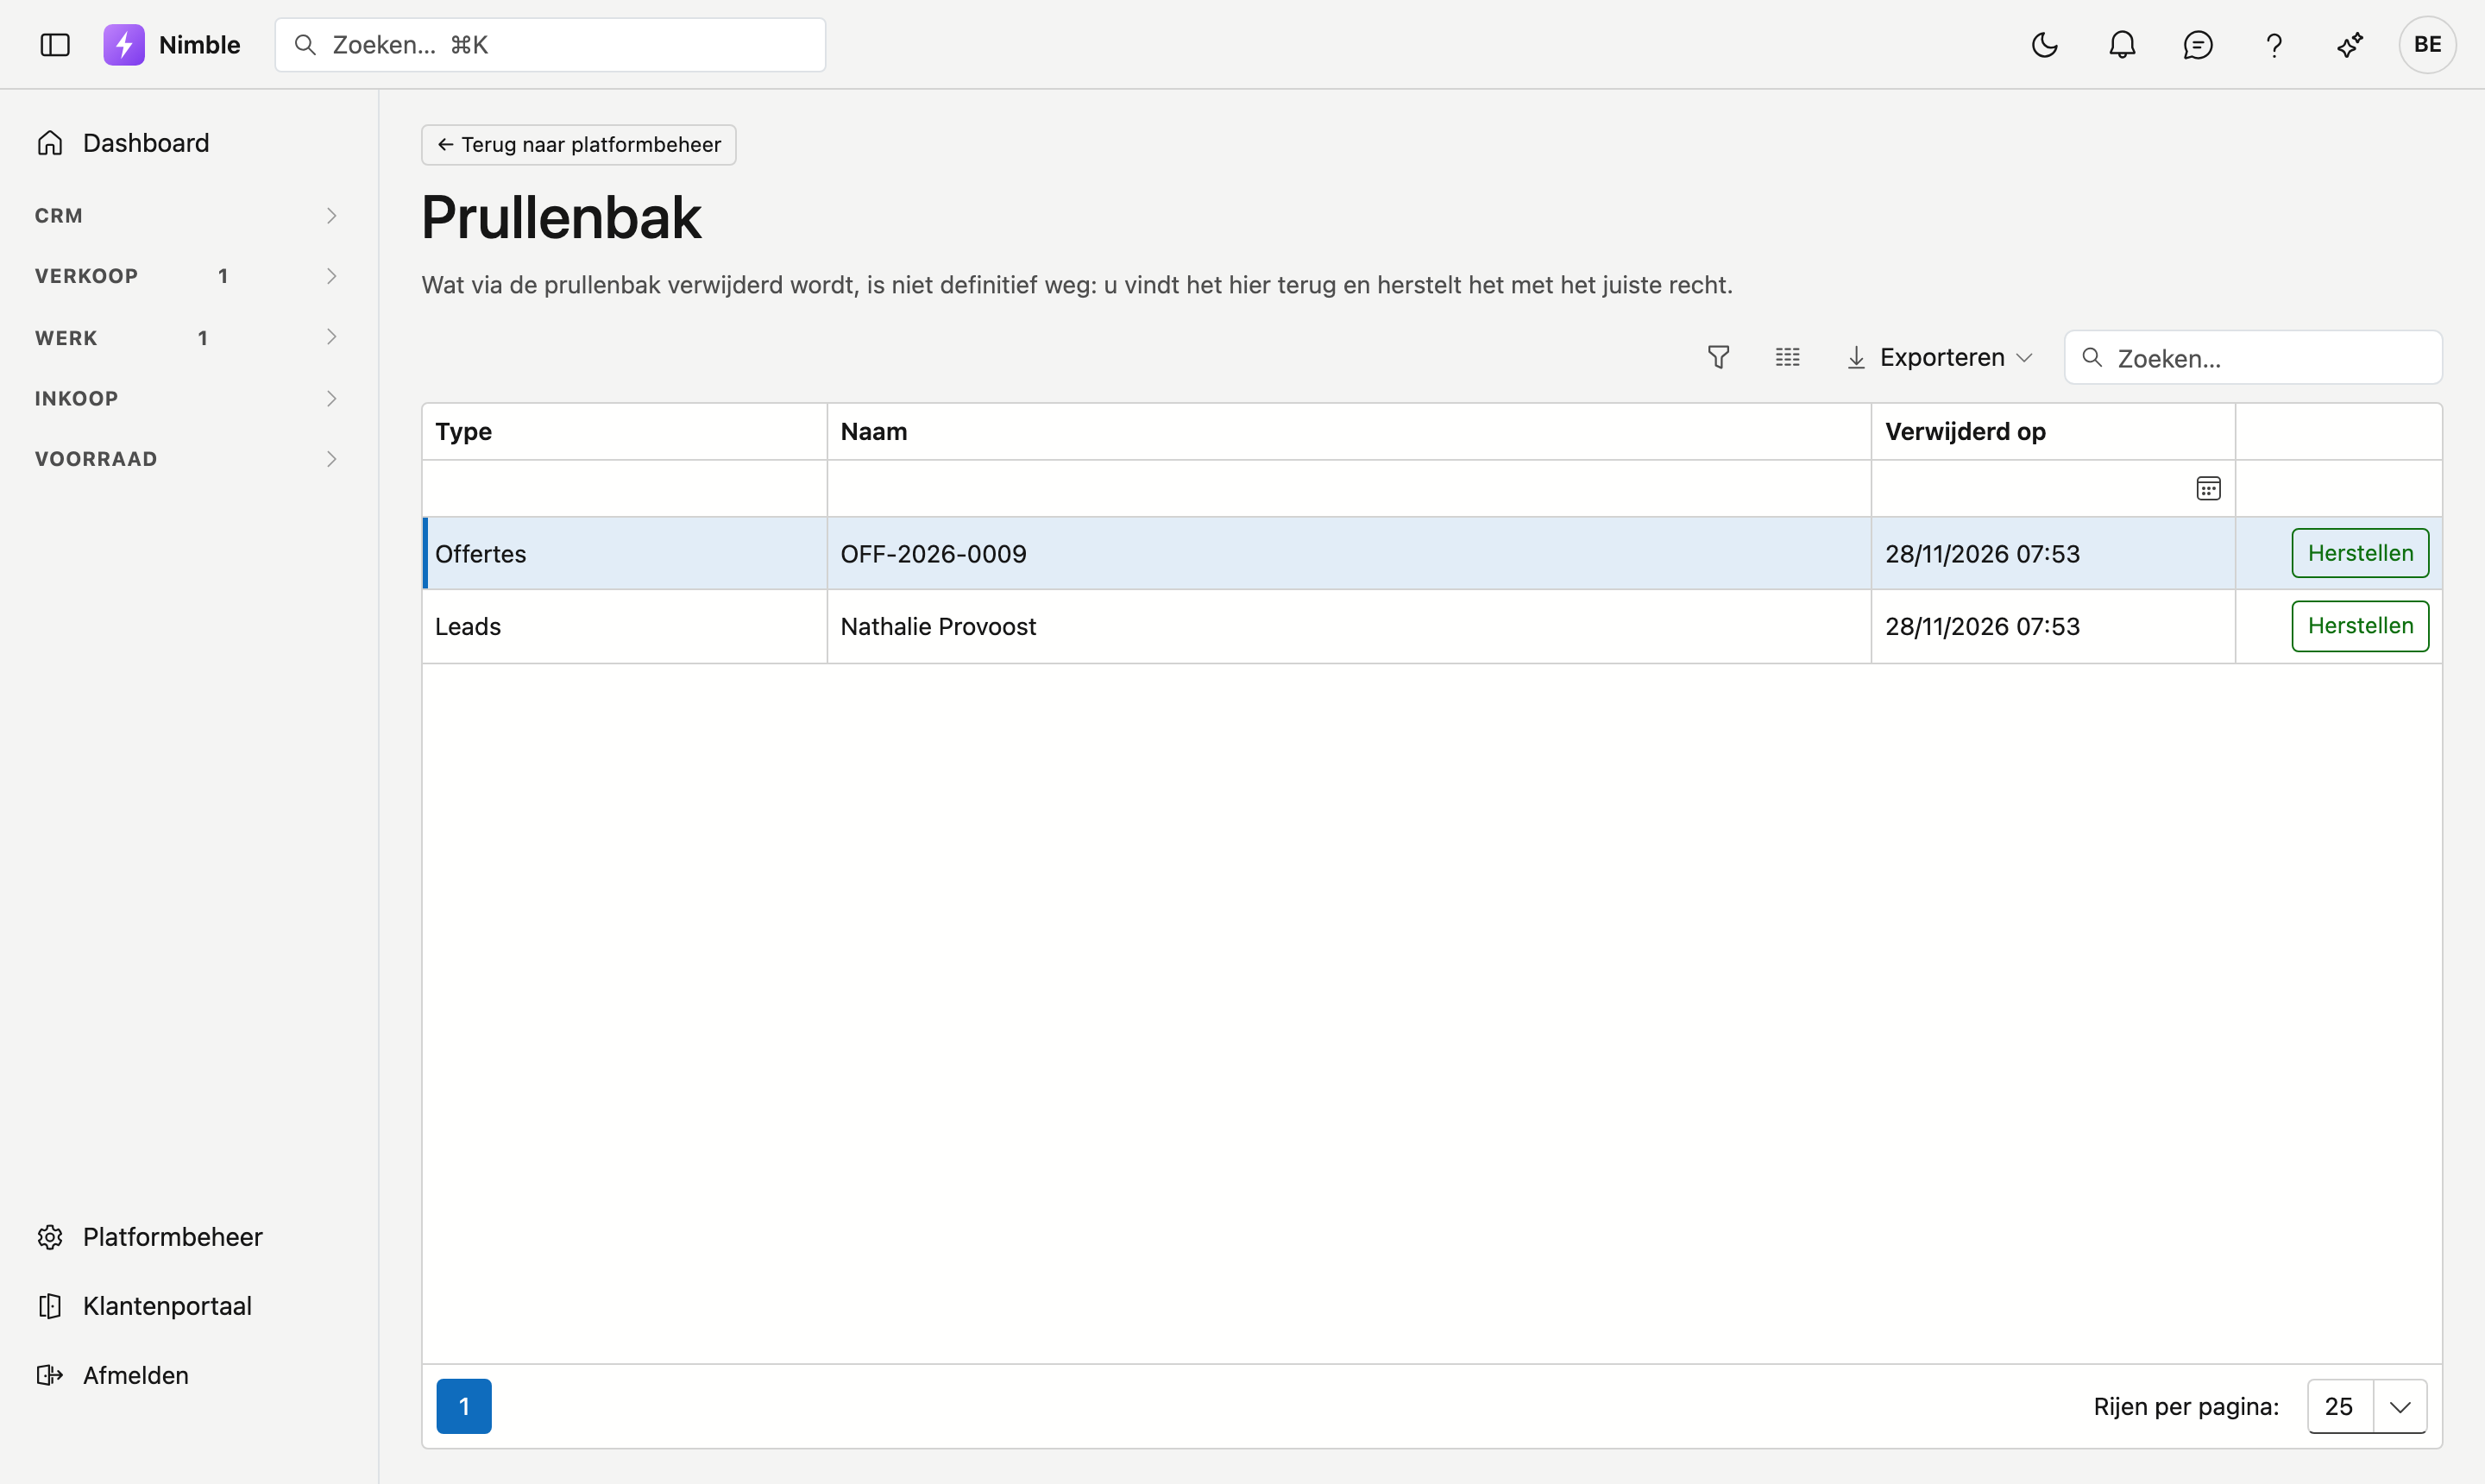 Nimble
Zoeken... ⌘K
BE
Dashboard
CRM
VERKOOP 1
WERK 1
INKOOP
VOORRAAD
Platformbeheer
Klantenportaal
Afmelden
← Terug naar platformbeheer
Prullenbak
Wat via de prullenbak verwijderd wordt, is niet definitief weg: u vindt het hier terug en herstelt het met het juiste recht.
Exporteren
Zoeken...
Type Naam Verwijderd op
Offertes OFF-2026-0009 28/11/2026 07:53 Herstellen
Leads Nathalie Provoost 28/11/2026 07:53 Herstellen
1
Rijen per pagina: 25